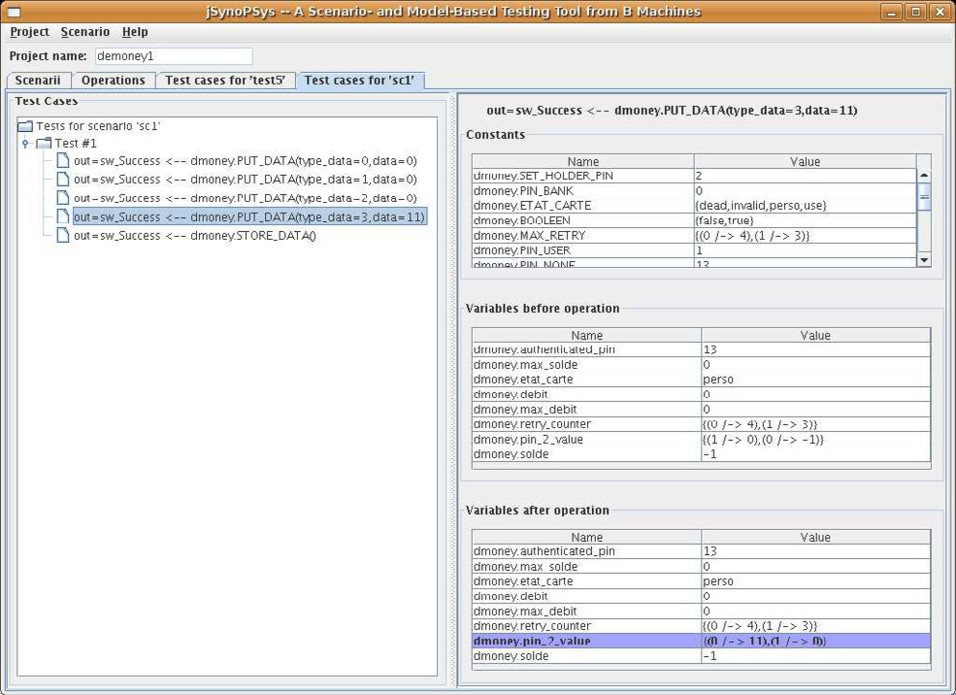 jSynoPSys -- A Scenario- and Model-Based Testing Tool from B Machines
Project Scenario Help
Project name: demoney1
Scenarii Operations Test cases for 'test5' Test cases for 'sc1'
Test Cases
Tests for scenario 'sc1'
Test #1
out=sw_Success <-- dmoney.PUT_DATA(type_data=0,data=0)
out=sw_Success <-- dmoney.PUT_DATA(type_data=1,data=0)
out=sw_Success <-- dmoney.PUT_DATA(type_data=2,data=0)
out=sw_Success <-- dmoney.PUT_DATA(type_data=3,data=11)
out=sw_Success <-- dmoney.STORE_DATA()
out=sw_Success <-- dmoney.PUT_DATA(type_data=3,data=11)
Constants
Name Value
dmoney.SET_HOLDER_PIN 2
dmoney.PIN_BANK 0
dmoney.ETAT_CARTE {dead,invalid,perso,use}
dmoney.BOOLEEN {false,true}
dmoney.MAX_RETRY {(0 /-> 4),(1 /-> 3)}
dmoney.PIN_USER 1
dmoney.PIN_NONE 13
Variables before operation
Name Value
dmoney.authenticated_pin 13
dmoney.max_solde 0
dmoney.etat_carte perso
dmoney.debit 0
dmoney.max_debit 0
dmoney.retry_counter {(0 /-> 4),(1 /-> 3)}
dmoney.pin_2_value {(1 /-> 0),(0 /-> -1)}
dmoney.solde -1
Variables after operation
Name Value
dmoney.authenticated_pin 13
dmoney.max_solde 0
dmoney.etat_carte perso
dmoney.debit 0
dmoney.max_debit 0
dmoney.retry_counter {(0 /-> 4),(1 /-> 3)}
dmoney.pin_2_value {(0 /-> 11),(1 /-> 0)}
dmoney.solde -1